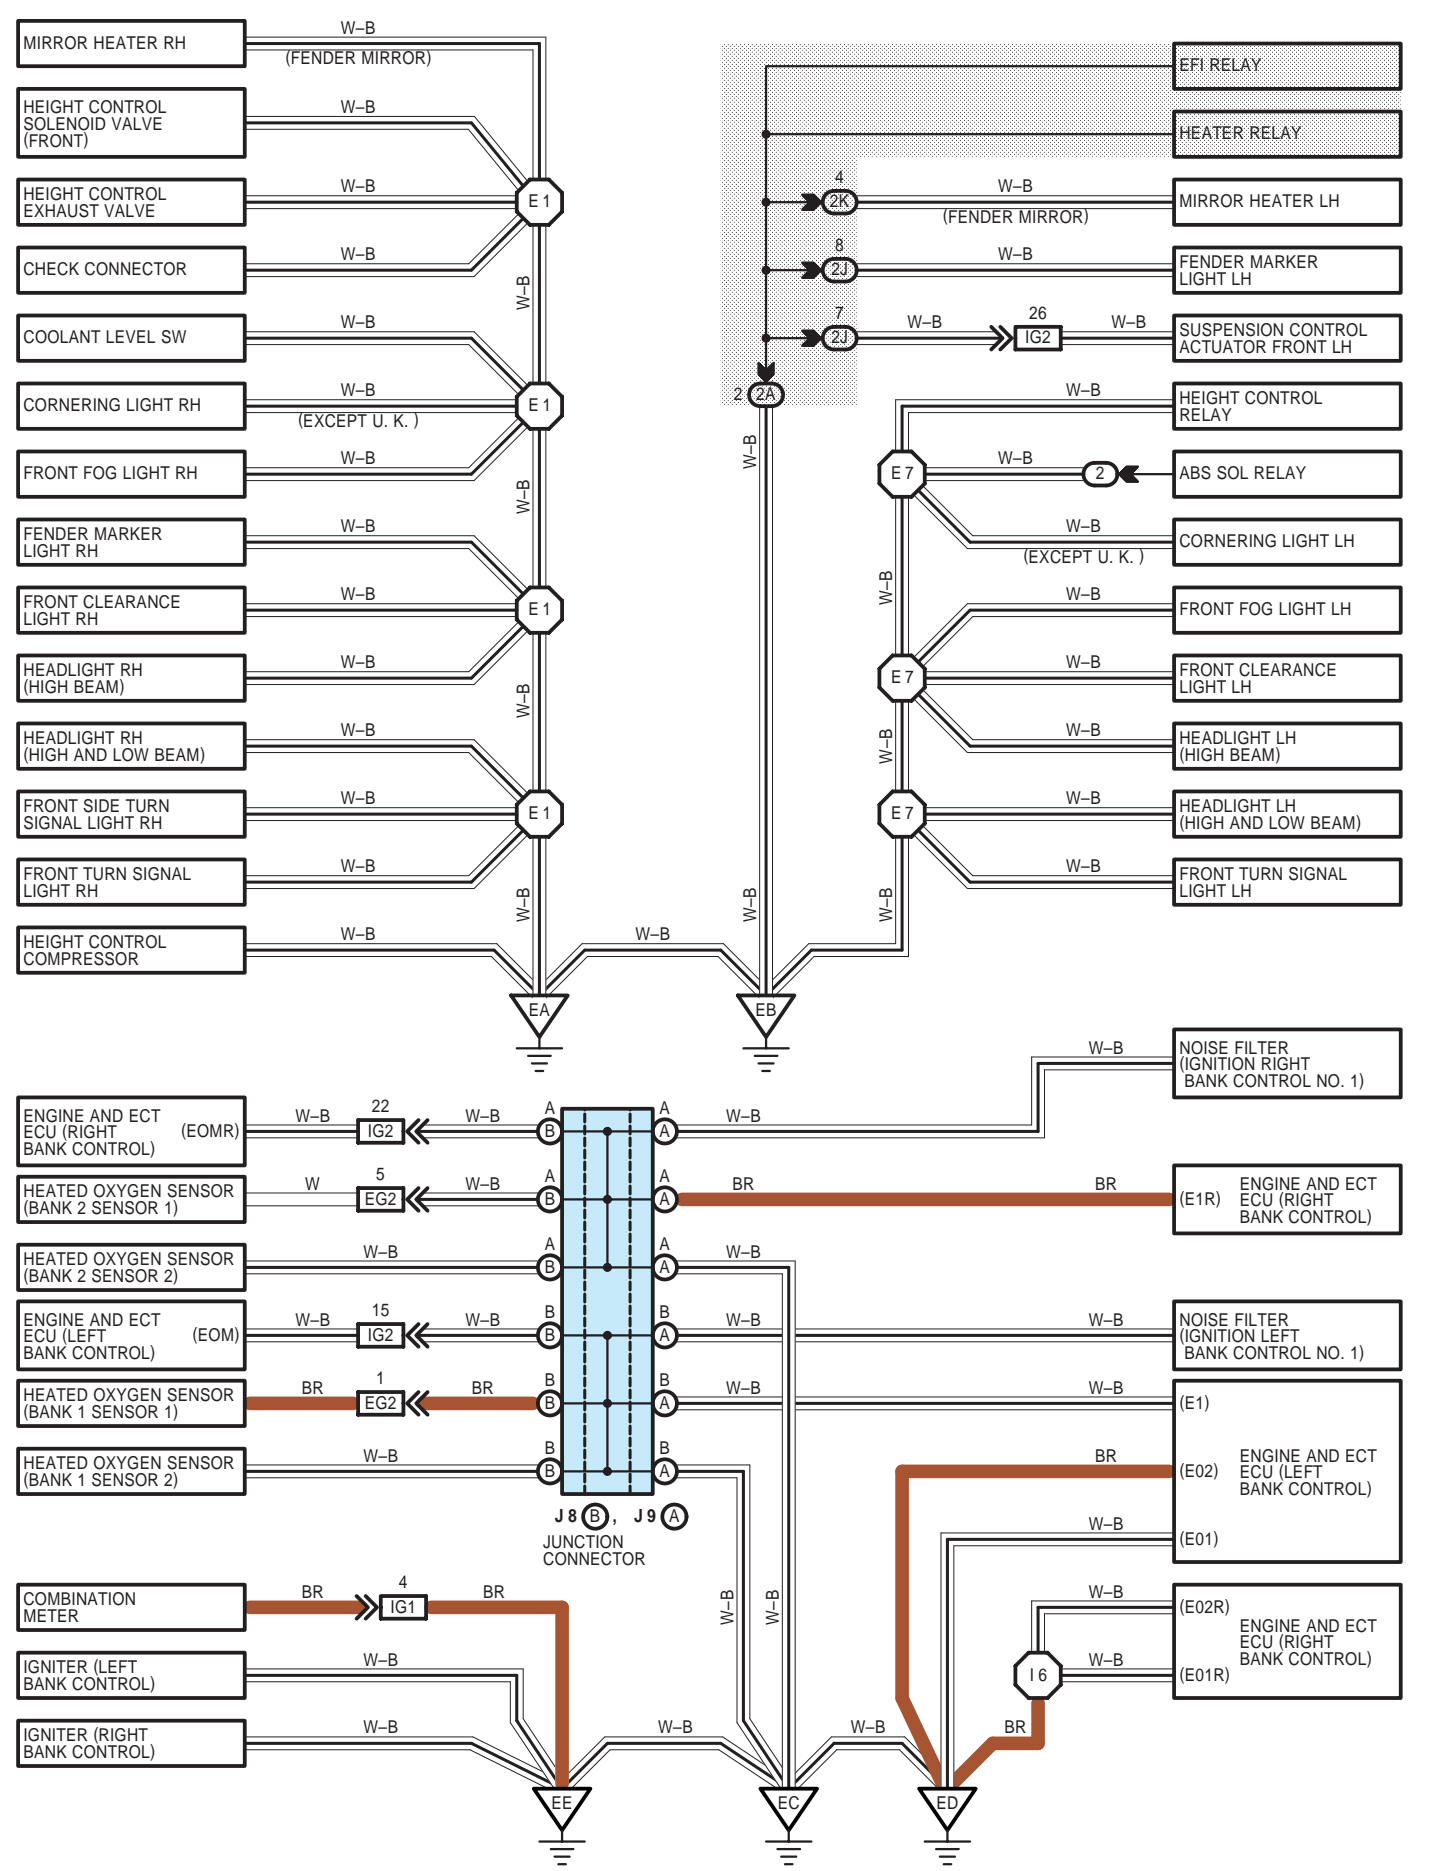 W–B
MIRROR HEATER RH
(FENDER MIRROR)
HEIGHT CONTROL
SOLENOID VALVE
(FRONT)
W–B
HEIGHT CONTROL
EXHAUST VALVE
W–B
E 1
CHECK CONNECTOR
W–B
W–B
COOLANT LEVEL SW
W–B
CORNERING LIGHT RH
W–B
(EXCEPT U. K. )
E 1
FRONT FOG LIGHT RH
W–B
W–B
FENDER MARKER
LIGHT RH
W–B
FRONT CLEARANCE
LIGHT RH
W–B
E 1
HEADLIGHT RH
(HIGH BEAM)
W–B
W–B
HEADLIGHT RH
(HIGH AND LOW BEAM)
W–B
FRONT SIDE TURN
SIGNAL LIGHT RH
W–B
E 1
FRONT TURN SIGNAL
LIGHT RH
W–B
W–B
HEIGHT CONTROL
COMPRESSOR
W–B
W–B
EA
EB
EFI RELAY
HEATER RELAY
4
2K
W–B
(FENDER MIRROR)
MIRROR HEATER LH
8
2J
W–B
FENDER MARKER
LIGHT LH
7
2J
W–B
26
IG2
W–B
SUSPENSION CONTROL
ACTUATOR FRONT LH
2
2A
W–B
W–B
W–B
HEIGHT CONTROL
RELAY
E 7
W–B
2
ABS SOL RELAY
W–B
(EXCEPT U. K. )
CORNERING LIGHT LH
W–B
W–B
FRONT FOG LIGHT LH
E 7
W–B
FRONT CLEARANCE
LIGHT LH
W–B
W–B
HEADLIGHT LH
(HIGH BEAM)
E 7
W–B
HEADLIGHT LH
(HIGH AND LOW BEAM)
W–B
W–B
FRONT TURN SIGNAL
LIGHT LH
W–B
NOISE FILTER
(IGNITION RIGHT
BANK CONTROL NO. 1)
ENGINE AND ECT
ECU (RIGHT
BANK CONTROL)
(EOMR)
W–B
22
IG2
W–B
A
B
A
A
W–B
HEATED OXYGEN SENSOR
(BANK 2 SENSOR 1)
W
5
EG2
W–B
A
B
A
A
BR
BR
(E1R)
ENGINE AND ECT
ECU (RIGHT
BANK CONTROL)
HEATED OXYGEN SENSOR
(BANK 2 SENSOR 2)
W–B
A
B
A
A
W–B
ENGINE AND ECT
ECU (LEFT
BANK CONTROL)
(EOM)
W–B
15
IG2
W–B
B
B
B
A
W–B
W–B
NOISE FILTER
(IGNITION LEFT
BANK CONTROL NO. 1)
HEATED OXYGEN SENSOR
(BANK 1 SENSOR 1)
BR
1
EG2
BR
B
B
B
A
W–B
W–B
(E1)
HEATED OXYGEN SENSOR
(BANK 1 SENSOR 2)
W–B
B
B
B
A
BR
(E02)
ENGINE AND ECT
ECU (LEFT
BANK CONTROL)
J 8 B , J 9 A
JUNCTION
CONNECTOR
W–B
(E01)
COMBINATION
METER
BR
4
IG1
BR
W–B
W–B
W–B
(E02R)
ENGINE AND ECT
ECU (RIGHT
BANK CONTROL)
IGNITER (LEFT
BANK CONTROL)
W–B
I 6
W–B
(E01R)
IGNITER (RIGHT
BANK CONTROL)
W–B
W–B
W–B
BR
EE
EC
ED